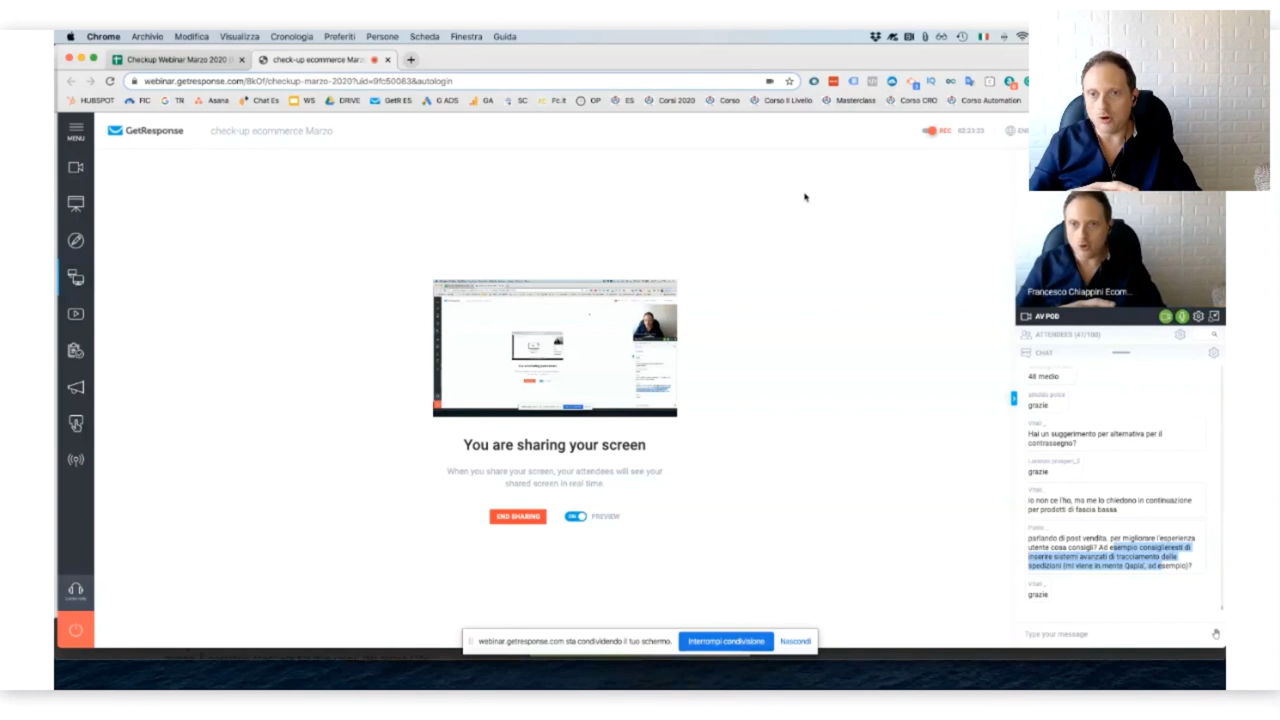 Chrome Archivio Modifica Visualizza Cronologia Preferiti Persone Scheda Finestra Guida
Checkup Webinar Marzo 2020
check-up ecommerce Marz
webinar.getresponse.com/8kOf/checkup-marzo-2020?uid=9fc50083&autologin
HUBSPOT FIC TR Asana Chat Es WS DRIVE GetR ES G ADS GA SC Fc.it OP ES Corsi 2020 Corso Corso II Livello Masterclass Corso CRO Corso Automation
MENU
GetResponse
check-up ecommerce Marzo
REC
You are sharing your screen
When you share your screen, your attendees will see your
shared screen in real time.
END SHARING
ON
PREVIEW
Francesco Chiappini Ecom...
AV POD
ATTENDEES (47/100)
CHAT
48 medio
grazie
Hai un suggerimento per alternativa per il
contrassegno?
grazie
io non ce l'ho, ma me lo chiedono in continuazione
per prodotti di fascia bassa
parlando di post vendita. per migliorare l'esperienza
utente cosa consigli? Ad esempio consiglieresti di
inserire sistemi avanzati di tracciamento delle
spedizioni (mi viene in mente Qapla', ad esempio)?
grazie
Type your message
webinar.getresponse.com sta condividendo il tuo schermo.
Interrompi condivisione
Nascondi